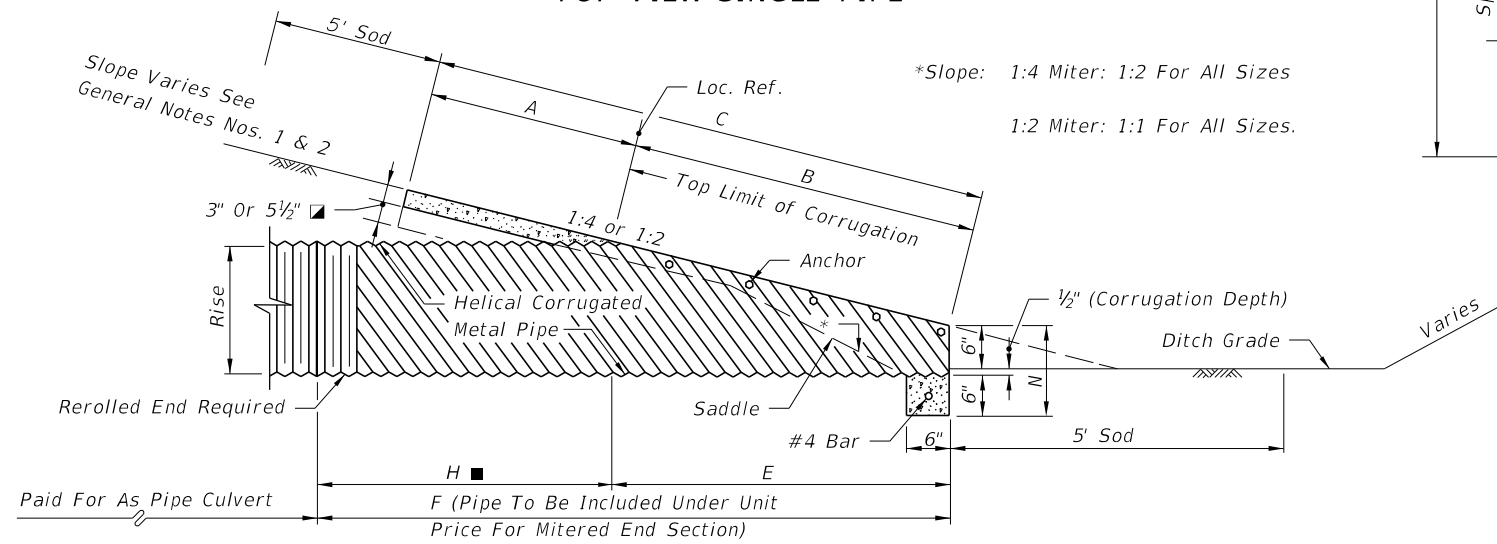 5' Sod
Slope Varies See
General Notes Nos. 1 & 2
A
Loc. Ref.
C
B
*Slope: 1:4 Miter: 1:2 For All Sizes
1:2 Miter: 1:1 For All Sizes.
Top Limit of Corrugation
3" Or 5½"
1:4 or 1:2
Anchor
Rise
Helical Corrugated
Metal Pipe
*
½" (Corrugation Depth)
Ditch Grade
Varies
6"
N
6"
Rerolled End Required
Saddle
#4 Bar
6"
5' Sod
H ■
E
Paid For As Pipe Culvert
F (Pipe To Be Included Under Unit
Price For Mitered End Section)